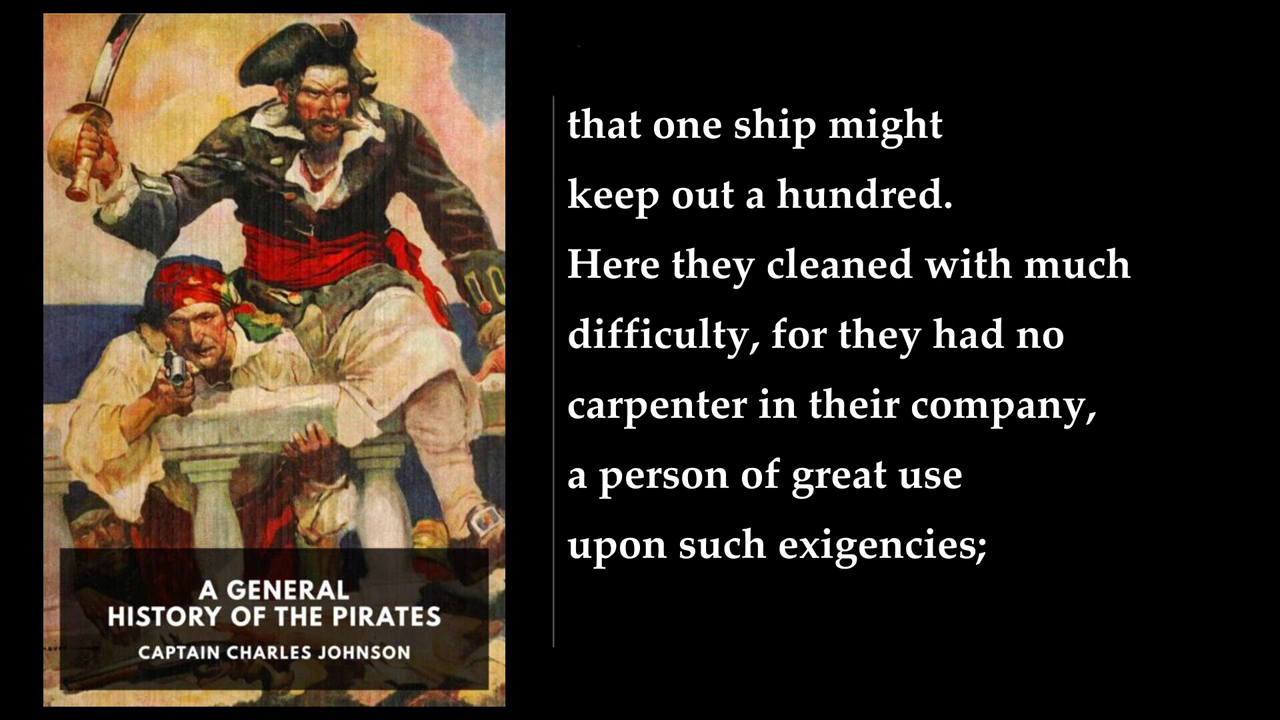 A GENERAL
HISTORY OF THE PIRATES
CAPTAIN CHARLES JOHNSON
that one ship might
keep out a hundred.
Here they cleaned with much
difficulty, for they had no
carpenter in their company,
a person of great use
upon such exigencies;